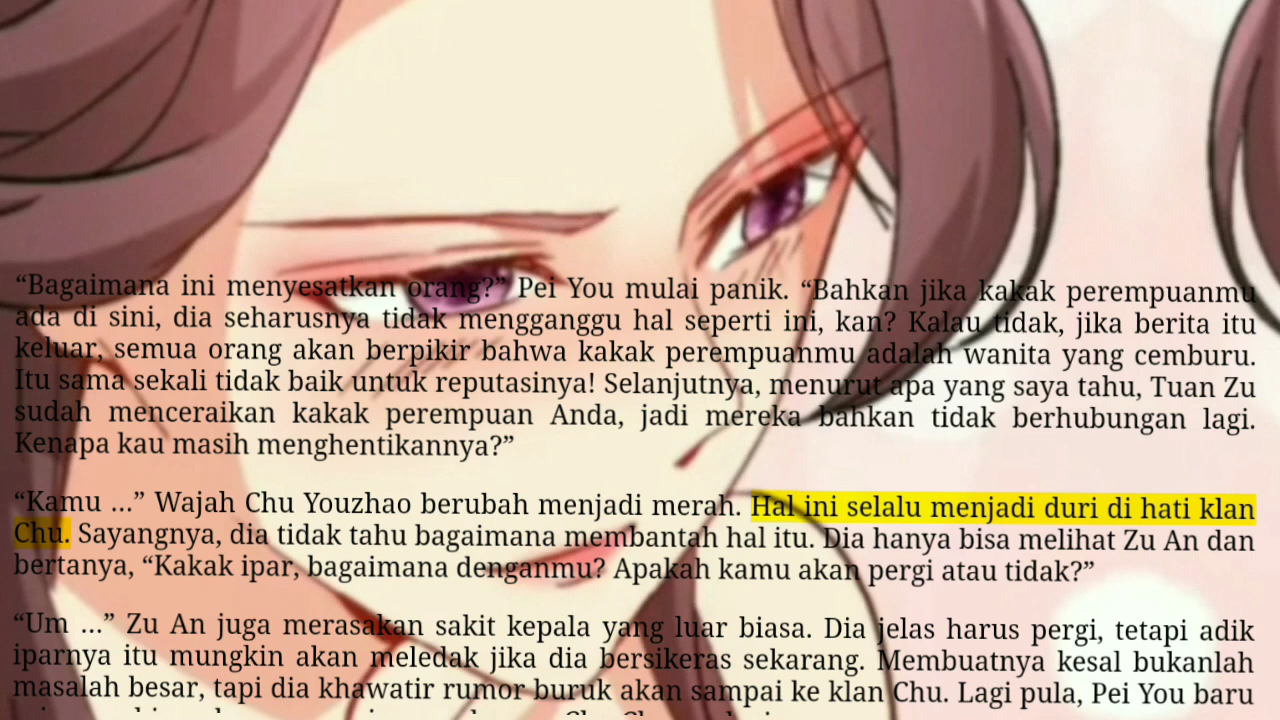 “Bagaimana ini menyesatkan orang?” Pei You mulai panik. “Bahkan jika kakak perempuanmu
ada di sini, dia seharusnya tidak mengganggu hal seperti ini, kan? Kalau tidak, jika berita itu
keluar, semua orang akan berpikir bahwa kakak perempuanmu adalah wanita yang cemburu.
Itu sama sekali tidak baik untuk reputasinya! Selanjutnya, menurut apa yang saya tahu, Tuan Zu
sudah menceraikan kakak perempuan Anda, jadi mereka bahkan tidak berhubungan lagi.
Kenapa kau masih menghentikannya?”
“Kamu ...” Wajah Chu Youzhao berubah menjadi merah. Hal ini selalu menjadi duri di hati klan
Chu. Sayangnya, dia tidak tahu bagaimana membantah hal itu. Dia hanya bisa melihat Zu An dan
bertanya, “Kakak ipar, bagaimana denganmu? Apakah kamu akan pergi atau tidak?”
“Um ...” Zu An juga merasakan sakit kepala yang luar biasa. Dia jelas harus pergi, tetapi adik
iparnya itu mungkin akan meledak jika dia bersikeras sekarang. Membuatnya kesal bukanlah
masalah besar, tapi dia khawatir rumor buruk akan sampai ke klan Chu. Lagi pula, Pei You baru